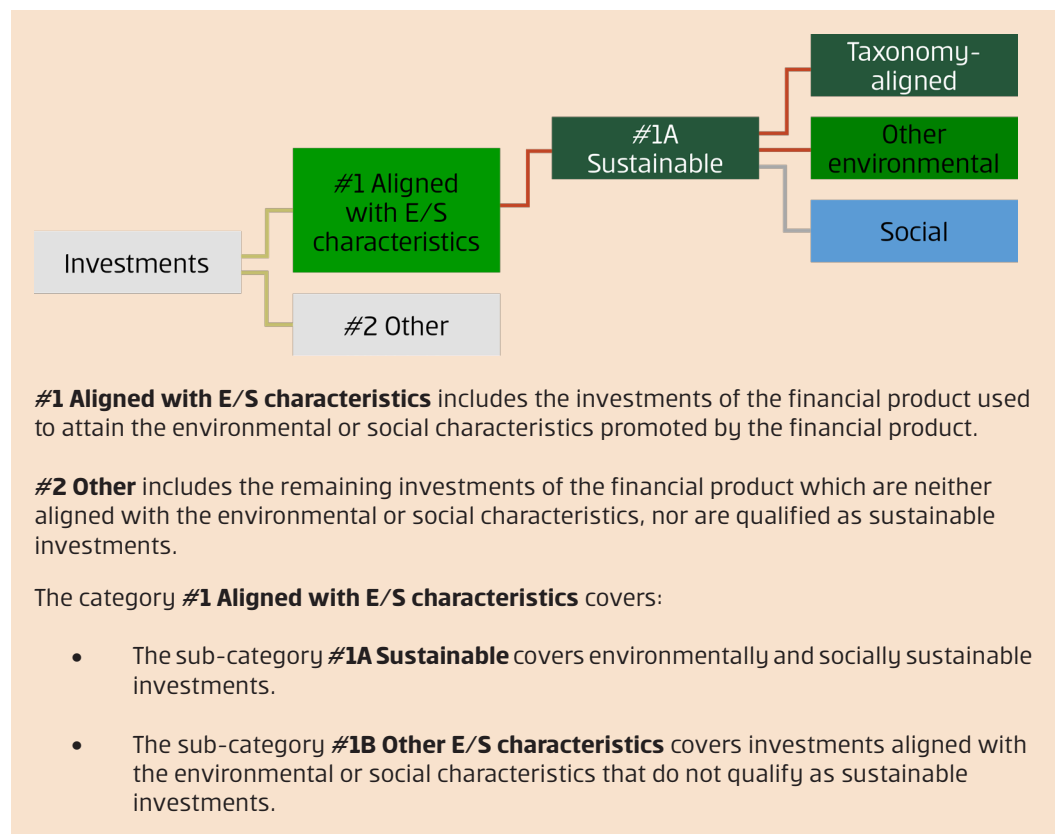 Taxonomy-
aligned
#1A
Sustainable
Other
environmental
#1 Aligned
with E/S
characteristics
Social
Investments
#2 Other
#1 Aligned with E/S characteristics includes the investments of the financial product used
to attain the environmental or social characteristics promoted by the financial product.
#2 Other includes the remaining investments of the financial product which are neither
aligned with the environmental or social characteristics, nor are qualified as sustainable
investments.
The category #1 Aligned with E/S characteristics covers:
• The sub-category #1A Sustainable covers environmentally and socially sustainable
investments.
• The sub-category #1B Other E/S characteristics covers investments aligned with
the environmental or social characteristics that do not qualify as sustainable
investments.